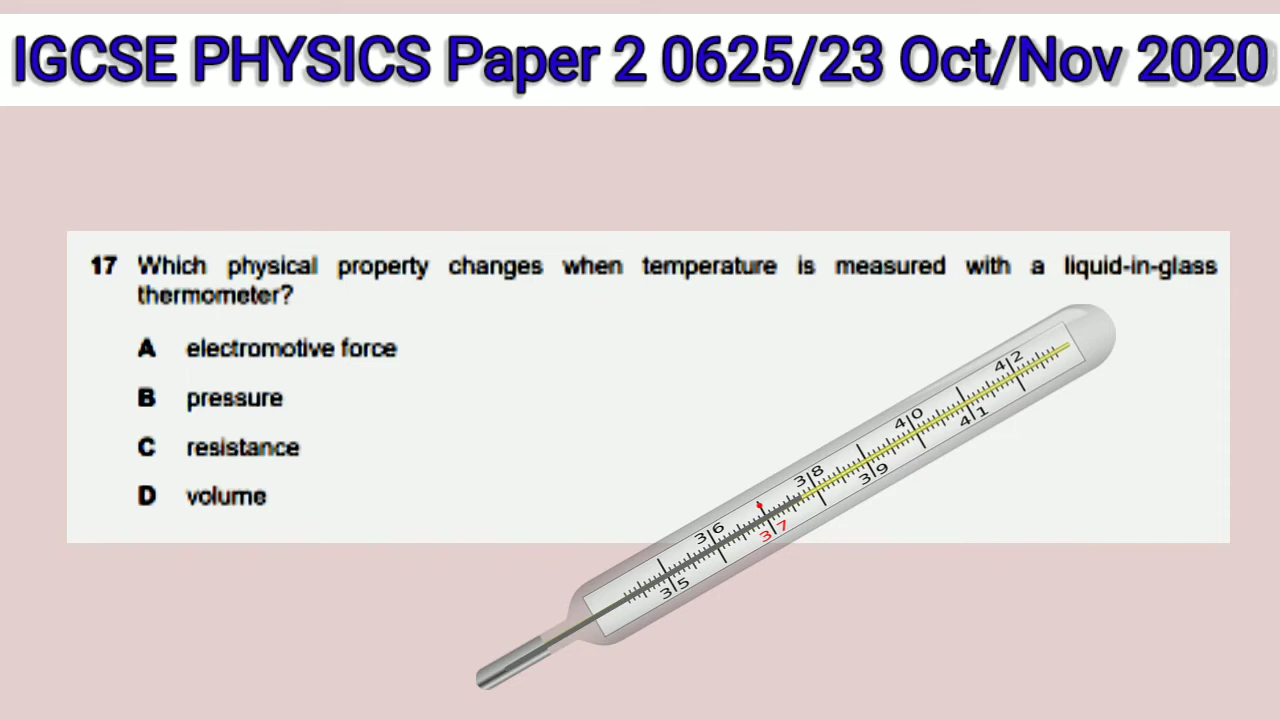 IGCSE PHYSICS Paper 2 0625/23 Oct/Nov 2020
17 Which physical property changes when temperature is measured with a liquid-in-glass
thermometer?
A electromotive force
B pressure
C resistance
D volume
42
41
40
39
38
37
36
35